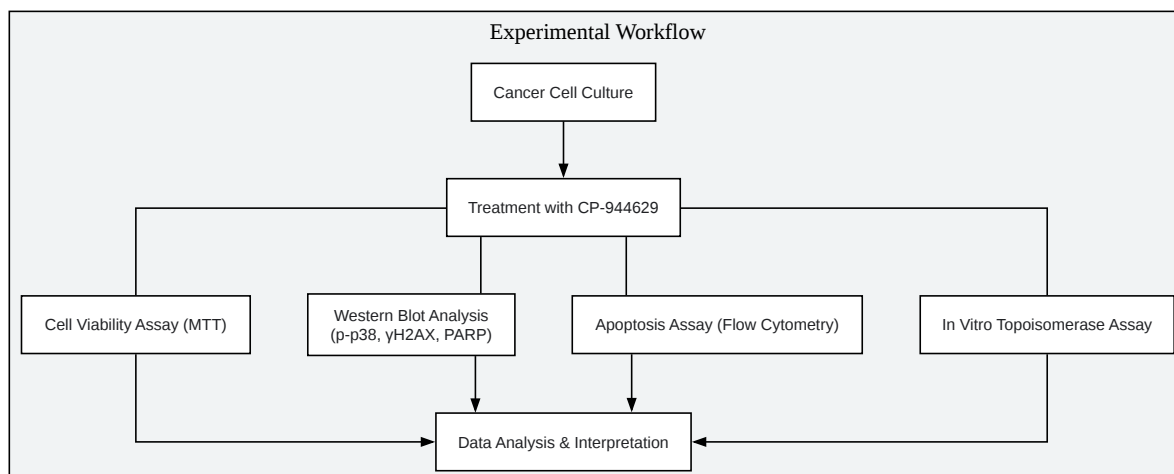 Experimental Workflow
Cancer Cell Culture
Treatment with CP-944629
Cell Viability Assay (MTT)
Western Blot Analysis
(p-p38, γH2AX, PARP)
Apoptosis Assay (Flow Cytometry)
In Vitro Topoisomerase Assay
Data Analysis & Interpretation